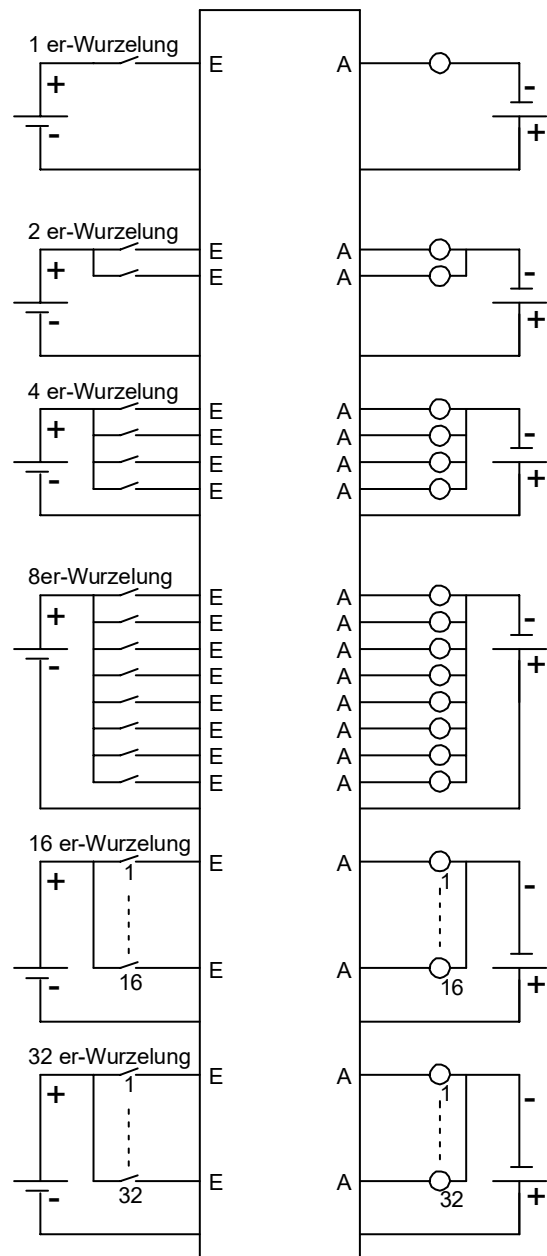 1 er-Wurzelung
+ E A -
- +
2 er-Wurzelung
E A
+ E A -
- +
4 er-Wurzelung
E A
+ E A -
- E A +
E A
8er-Wurzelung
E A
+ E A -
- E A +
E A
E A
E A
E A
E A
16 er-Wurzelung
+ 1 E A 1 -
- 16 E A 16 +
32 er-Wurzelung
+ 1 E A 1 -
- 32 E A 32 +